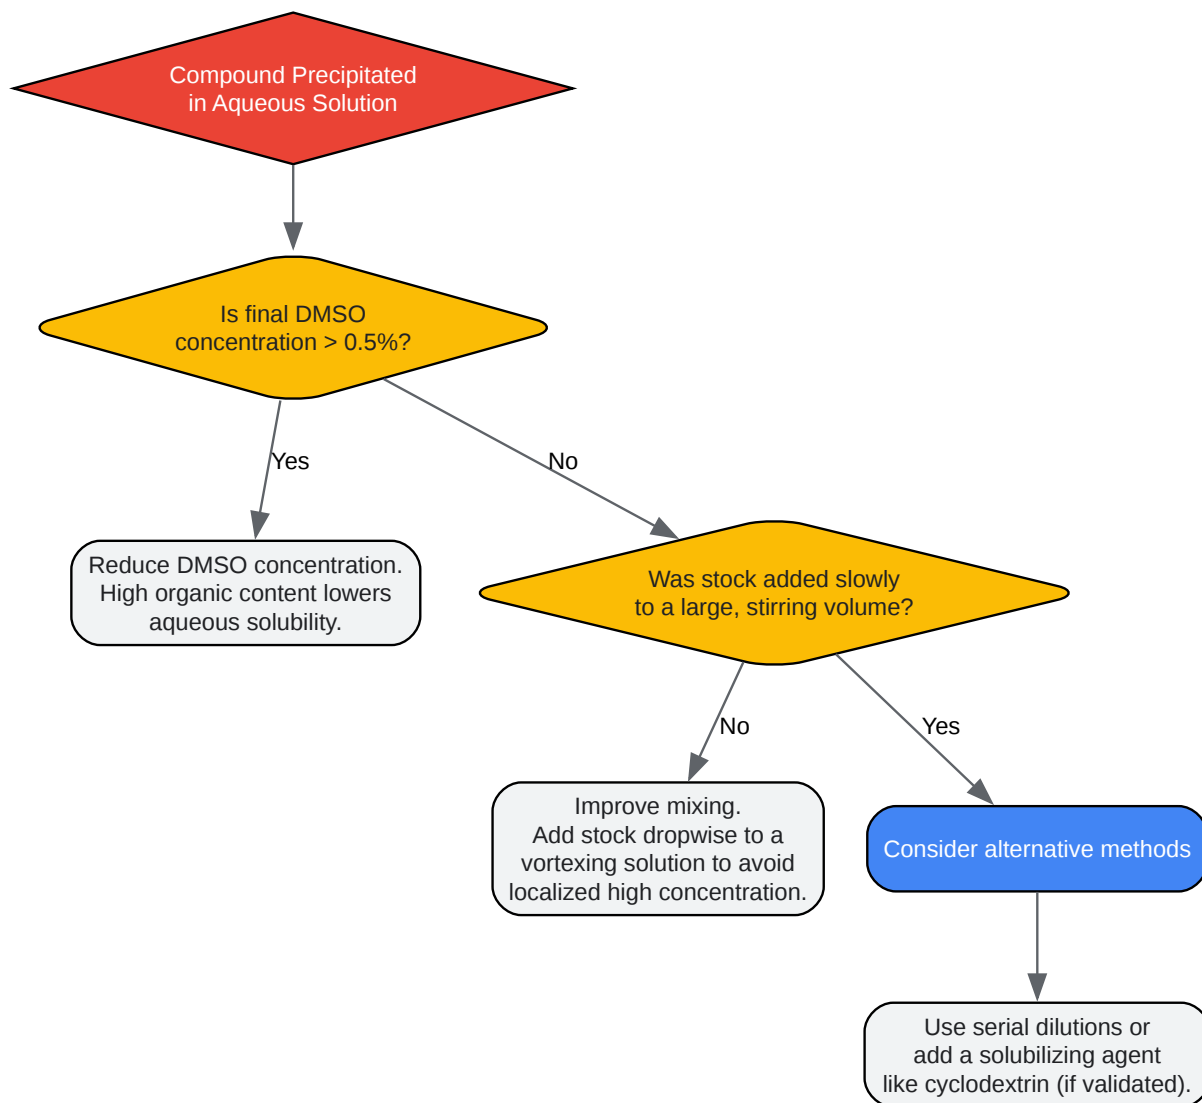 Compound Precipitated
in Aqueous Solution
Is final DMSO
concentration > 0.5%?
Yes
No
Reduce DMSO concentration.
High organic content lowers
aqueous solubility.
Was stock added slowly
to a large, stirring volume?
No
Yes
Improve mixing.
Add stock dropwise to a
vortexing solution to avoid
localized high concentration.
Consider alternative methods
Use serial dilutions or
add a solubilizing agent
like cyclodextrin (if validated).